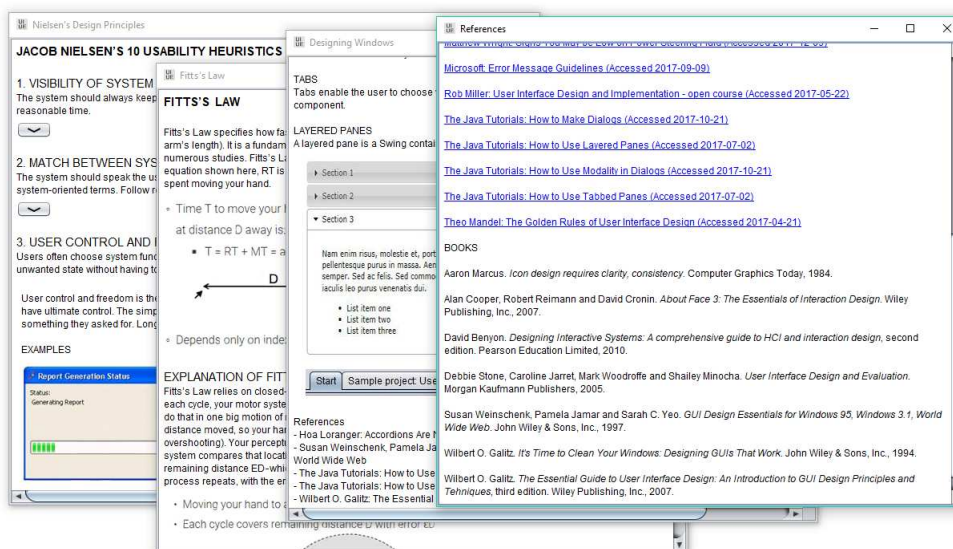 Nielsen's Design Principles
JACOB NIELSEN'S 10 USABILITY HEURISTICS
1. VISIBILITY OF SYSTEM
The system should always keep
reasonable time.
2. MATCH BETWEEN SYS
The system should speak the us
system-oriented terms. Follow r
3. USER CONTROL AND
Users often choose system func
unwanted state without having to
User control and freedom is the
have ultimate control. The simp
something they asked for. Long
EXAMPLES
Report Generation Status
Status:
Generating Report
Fitts's Law
FITTS'S LAW
Fitts's Law specifies how fa
arm's length). It is a fundam
numerous studies. Fitts's La
equation shown here, RT is
spent moving your hand.
• Time T to move your
at distance D away is:
▪ T = RT + MT = a
D
• Depends only on inde
EXPLANATION OF FIT
Fitts's Law relies on closed-
each cycle, your motor syste
do that in one big motion of
distance moved, so your ha
overshooting). Your perceptu
system compares that locati
remaining distance ED-whic
process repeats, with the er
• Moving your hand to a
• Each cycle covers remaining distance D with error ED
Designing Windows
TABS
Tabs enable the user to choose
component.
LAYERED PANES
A layered pane is a Swing contai
Section 1
Section 2
Section 3
Nam enim risus, molestie et, port
pellentesque purus in massa. Aen
semper. Sed ac felis. Sed commo
iaculis leo purus venenatis dui.
• List item one
• List item two
• List item three
Start Sample project: Use
References
- Hoa Loranger: Accordions Are
- Susan Weinschenk, Pamela Ja
World Wide Web
- The Java Tutorials: How to Use
- The Java Tutorials: How to Use
- Wilbert O. Galitz: The Essential
References
Matthew Wright: Signs You May be Low on Power Steering Fluid (Accessed 2017-12-03)
Microsoft: Error Message Guidelines (Accessed 2017-09-09)
Rob Miller: User Interface Design and Implementation - open course (Accessed 2017-05-22)
The Java Tutorials: How to Make Dialogs (Accessed 2017-10-21)
The Java Tutorials: How to Use Layered Panes (Accessed 2017-07-02)
The Java Tutorials: How to Use Modality in Dialogs (Accessed 2017-10-21)
The Java Tutorials: How to Use Tabbed Panes (Accessed 2017-07-02)
Theo Mandel: The Golden Rules of User Interface Design (Accessed 2017-04-21)
BOOKS
Aaron Marcus. Icon design requires clarity, consistency. Computer Graphics Today, 1984.
Alan Cooper, Robert Reimann and David Cronin. About Face 3: The Essentials of Interaction Design. Wiley
Publishing, Inc., 2007.
David Benyon. Designing Interactive Systems: A comprehensive guide to HCI and interaction design, second
edition. Pearson Education Limited, 2010.
Debbie Stone, Caroline Jarret, Mark Woodroffe and Shailey Minocha. User Interface Design and Evaluation.
Morgan Kaufmann Publishers, 2005.
Susan Weinschenk, Pamela Jamar and Sarah C. Yeo. GUI Design Essentials for Windows 95, Windows 3.1, World
Wide Web. John Wiley & Sons, Inc., 1997.
Wilbert O. Galitz. It's Time to Clean Your Windows: Designing GUIs That Work. John Wiley & Sons, Inc., 1994.
Wilbert O. Galitz. The Essential Guide to User Interface Design: An Introduction to GUI Design Principles and
Tehniques, third edition. Wiley Publishing, Inc., 2007.